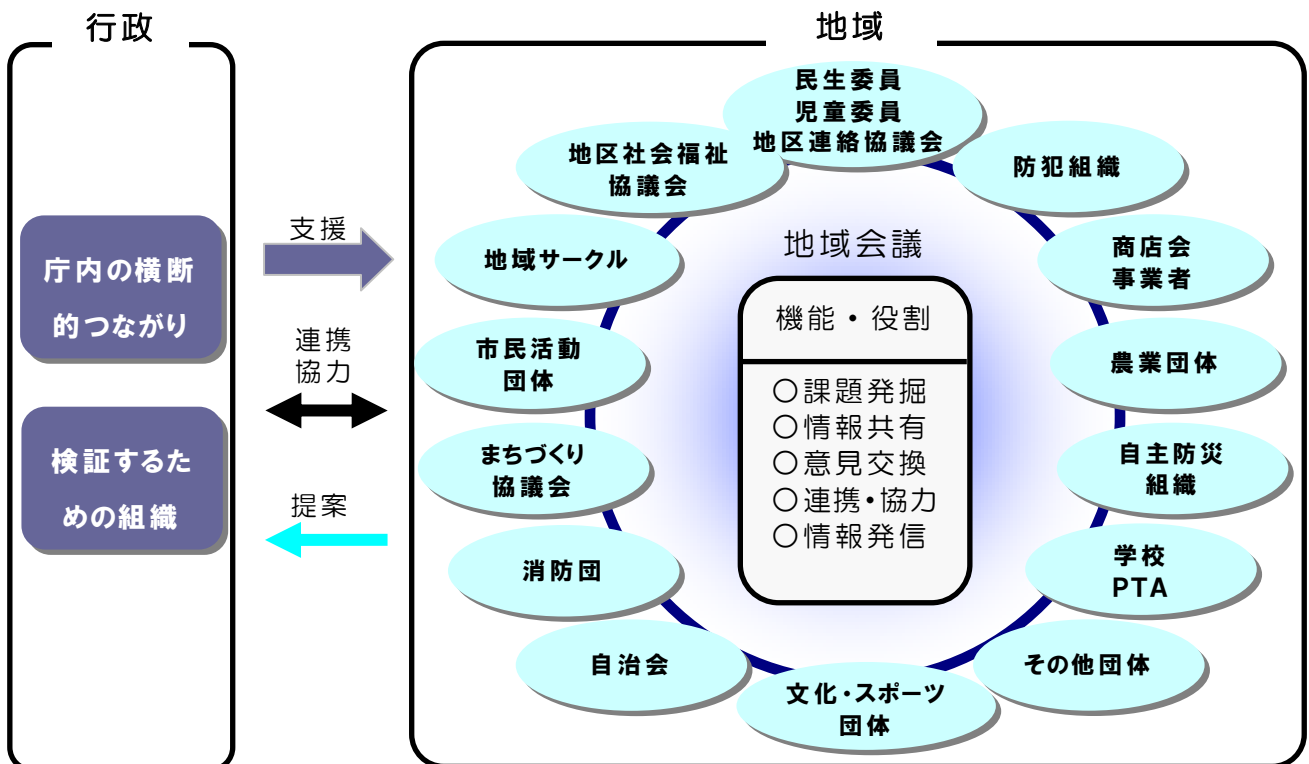 行政
庁内の横断
的つながり
検証するた
めの組織
支援
連携
協力
提案
地域
民生委員
児童委員
地区連絡協議会
防犯組織
商店会
事業者
農業団体
自主防災
組織
学校
PTA
その他団体
文化・スポーツ
団体
自治会
消防団
まちづくり
協議会
市民活動
団体
地域サークル
地区社会福祉
協議会
地域会議
機能・役割
○課題発掘
○情報共有
○意見交換
○連携・協力
○情報発信